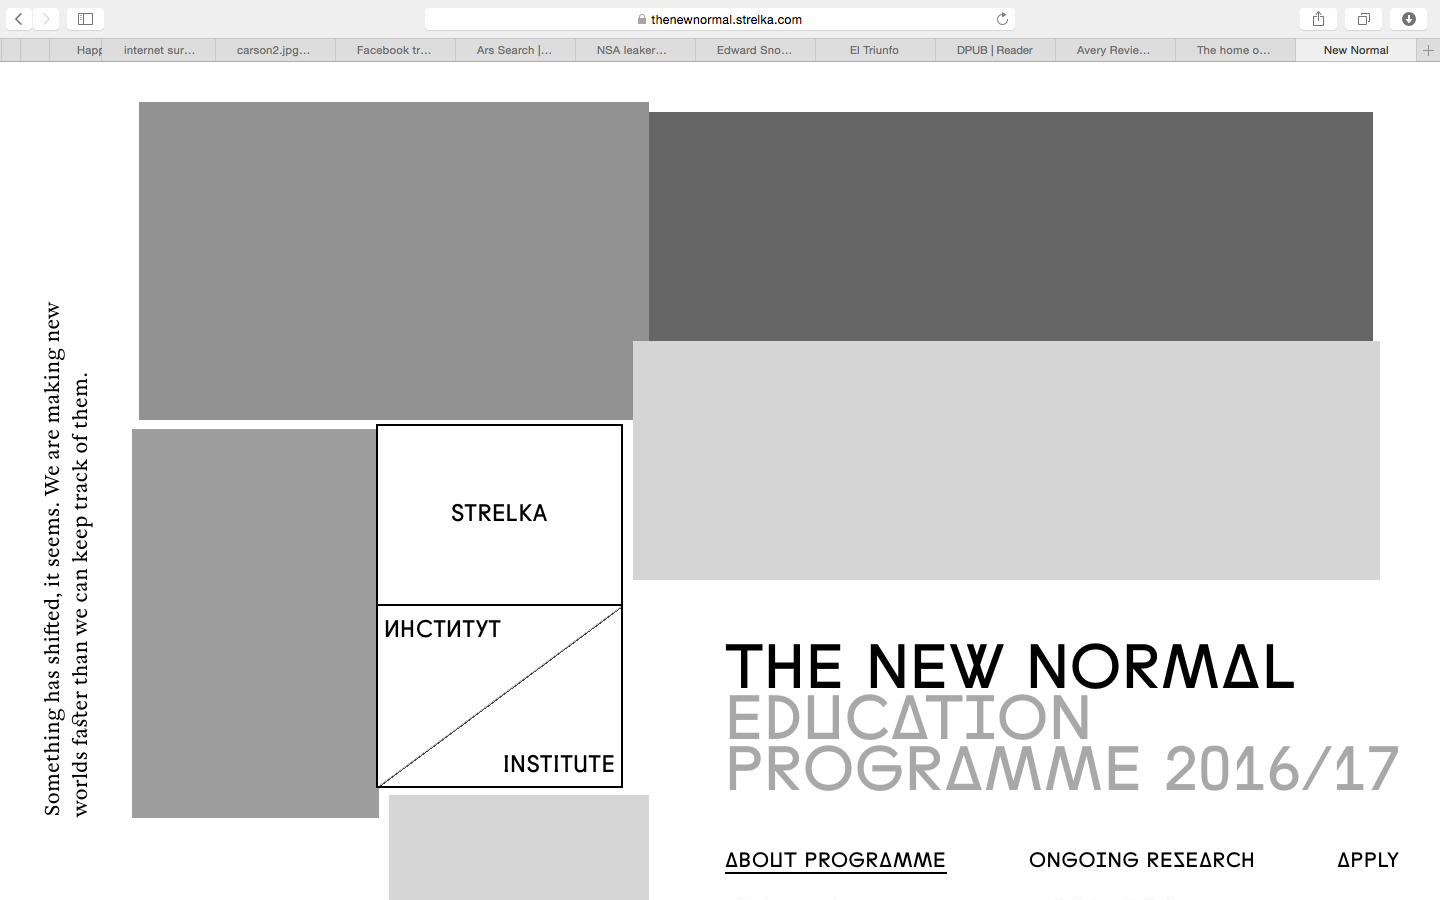 thenewnormal.strelka.com
Happ
internet sur...
carson2.jpg...
Facebook tr...
Ars Search |...
NSA leaker...
Edward Sno...
El Triunfo
DPUB | Reader
Avery Revie...
The home o...
New Normal
Something has shifted, it seems. We are making new
worlds faster than we can keep track of them.
STRELKA
ИНСТИТУТ
INSTITUTE
THE NEW NORMAL
EDUCATION
PROGRAMME 2016/17
ABOUT PROGRAMME
ONGOING RESEARCH
APPLY